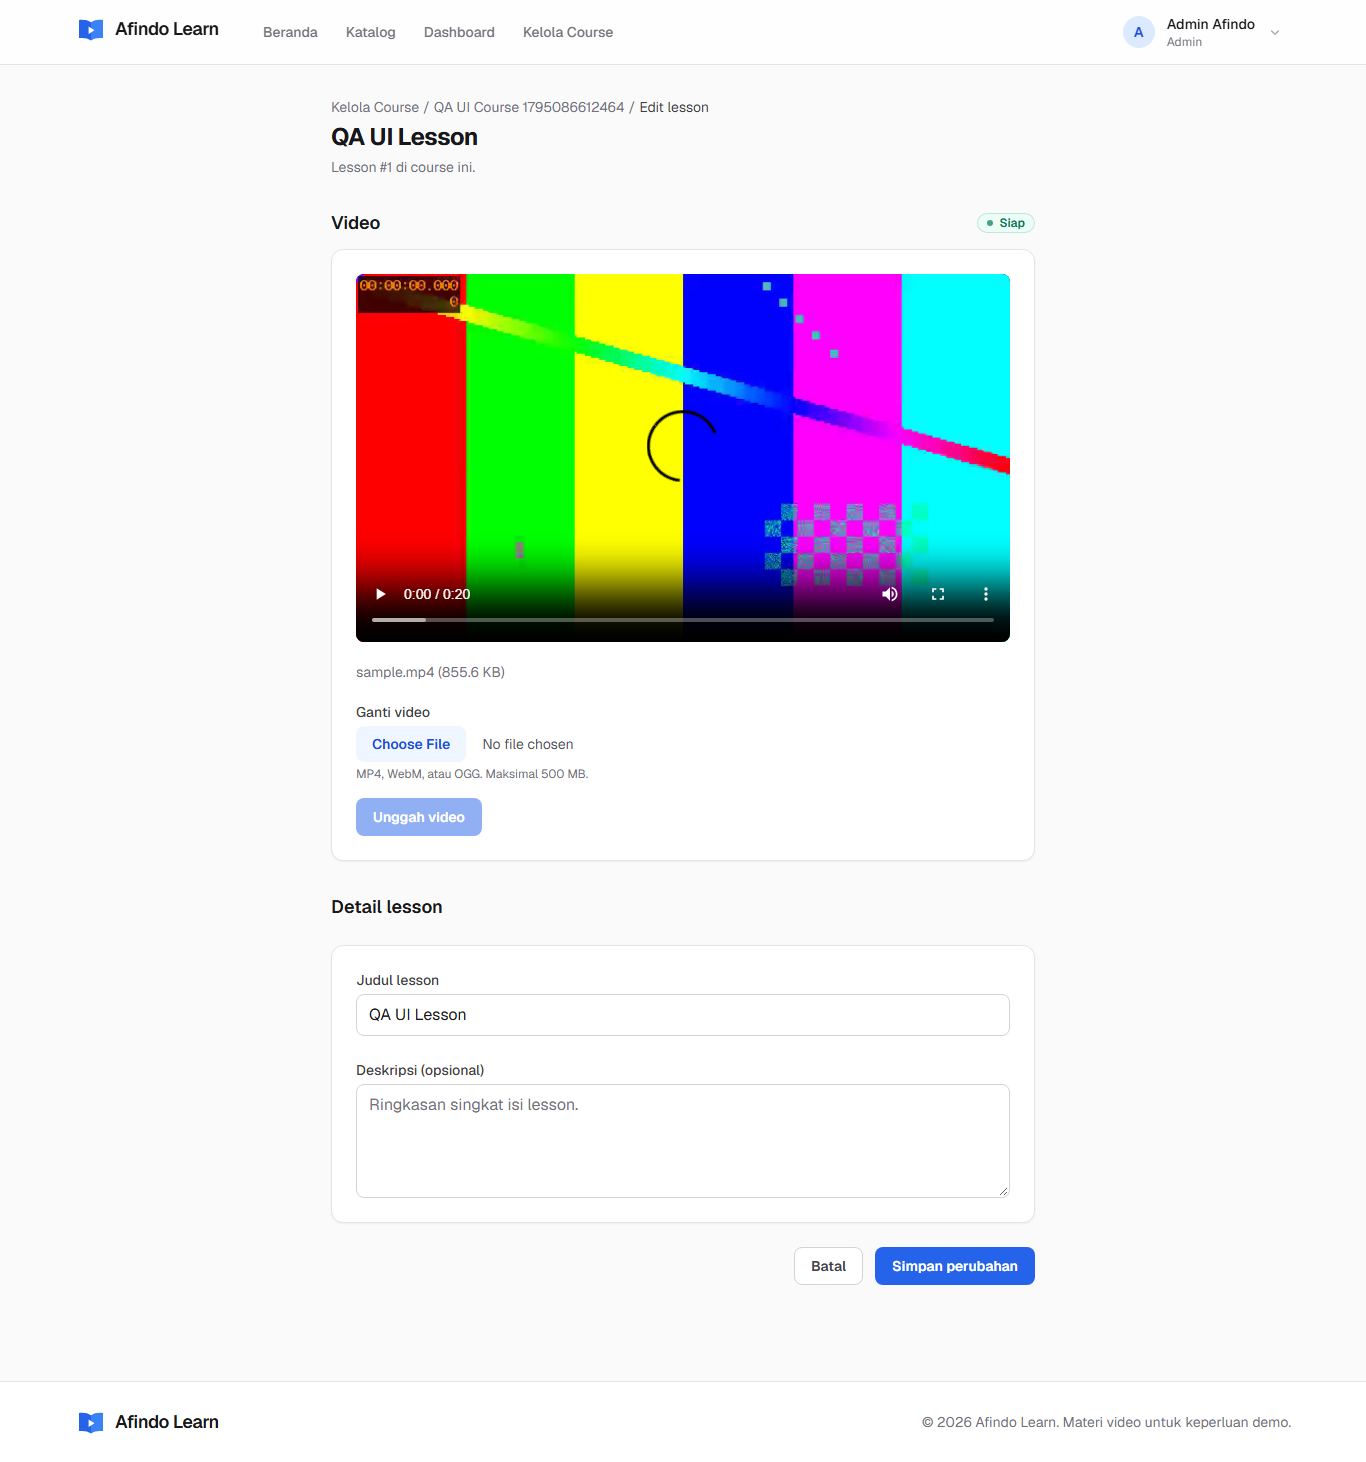 Afindo Learn
Beranda
Katalog
Dashboard
Kelola Course
A
Admin Afindo
Admin
Kelola Course / QA UI Course 1795086612464 / Edit lesson
QA UI Lesson
Lesson #1 di course ini.
Video
Siap
00:00:00.000
0
0:00 / 0:20
sample.mp4 (855.6 KB)
Ganti video
Choose File
No file chosen
MP4, WebM, atau OGG. Maksimal 500 MB.
Unggah video
Detail lesson
Judul lesson
QA UI Lesson
Deskripsi (opsional)
Ringkasan singkat isi lesson.
Batal
Simpan perubahan
Afindo Learn
© 2026 Afindo Learn. Materi video untuk keperluan demo.